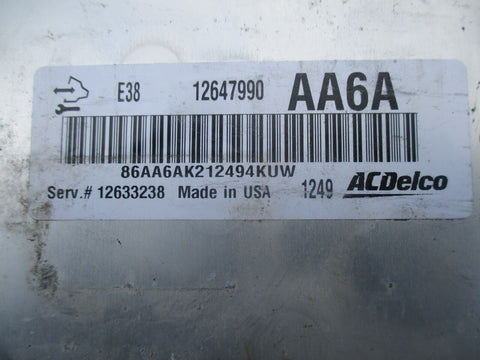 E38 12647990 AA6A
86AA6AK212494KUW
Serv.# 12633238 Made in USA 1249 ACDelco